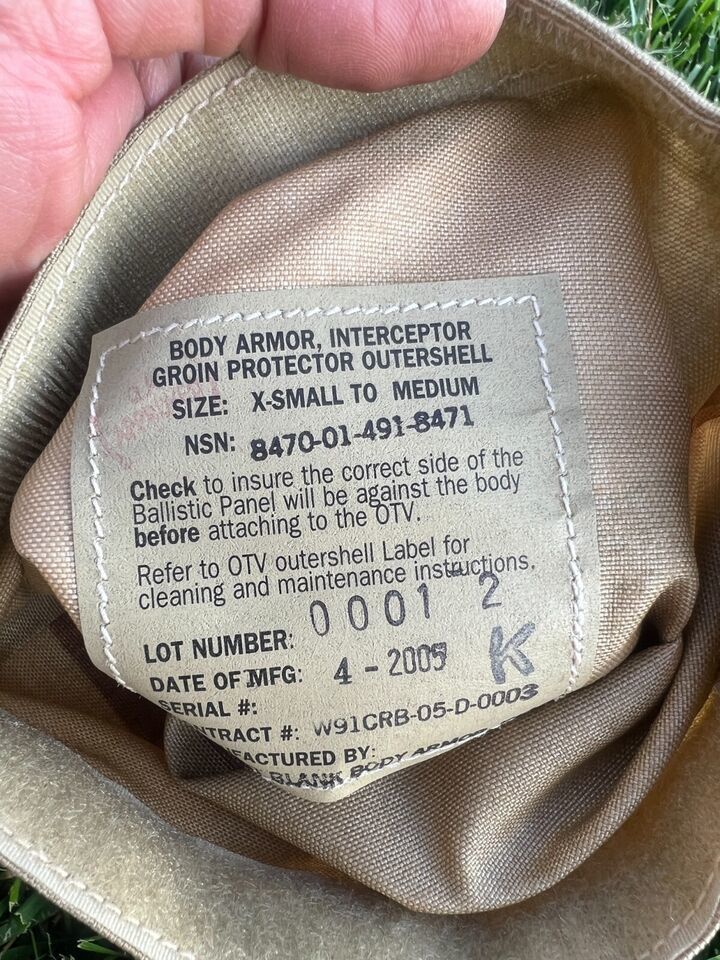 BODY ARMOR, INTERCEPTOR
GROIN PROTECTOR OUTERSHELL
SIZE: X-SMALL TO MEDIUM
NSN: 8470-01-491-8471
Check to insure the correct side of the
Ballistic Panel will be against the body
before attaching to the OTV.
Refer to OTV outershell Label for
cleaning and maintenance instructions.
LOT NUMBER: 0001-2
DATE OF MFG: 4-2005 K
SERIAL #:
NTRACT #: W91CRB-05-D-0003
FACTURED BY:
BLANK BODY ARMOR